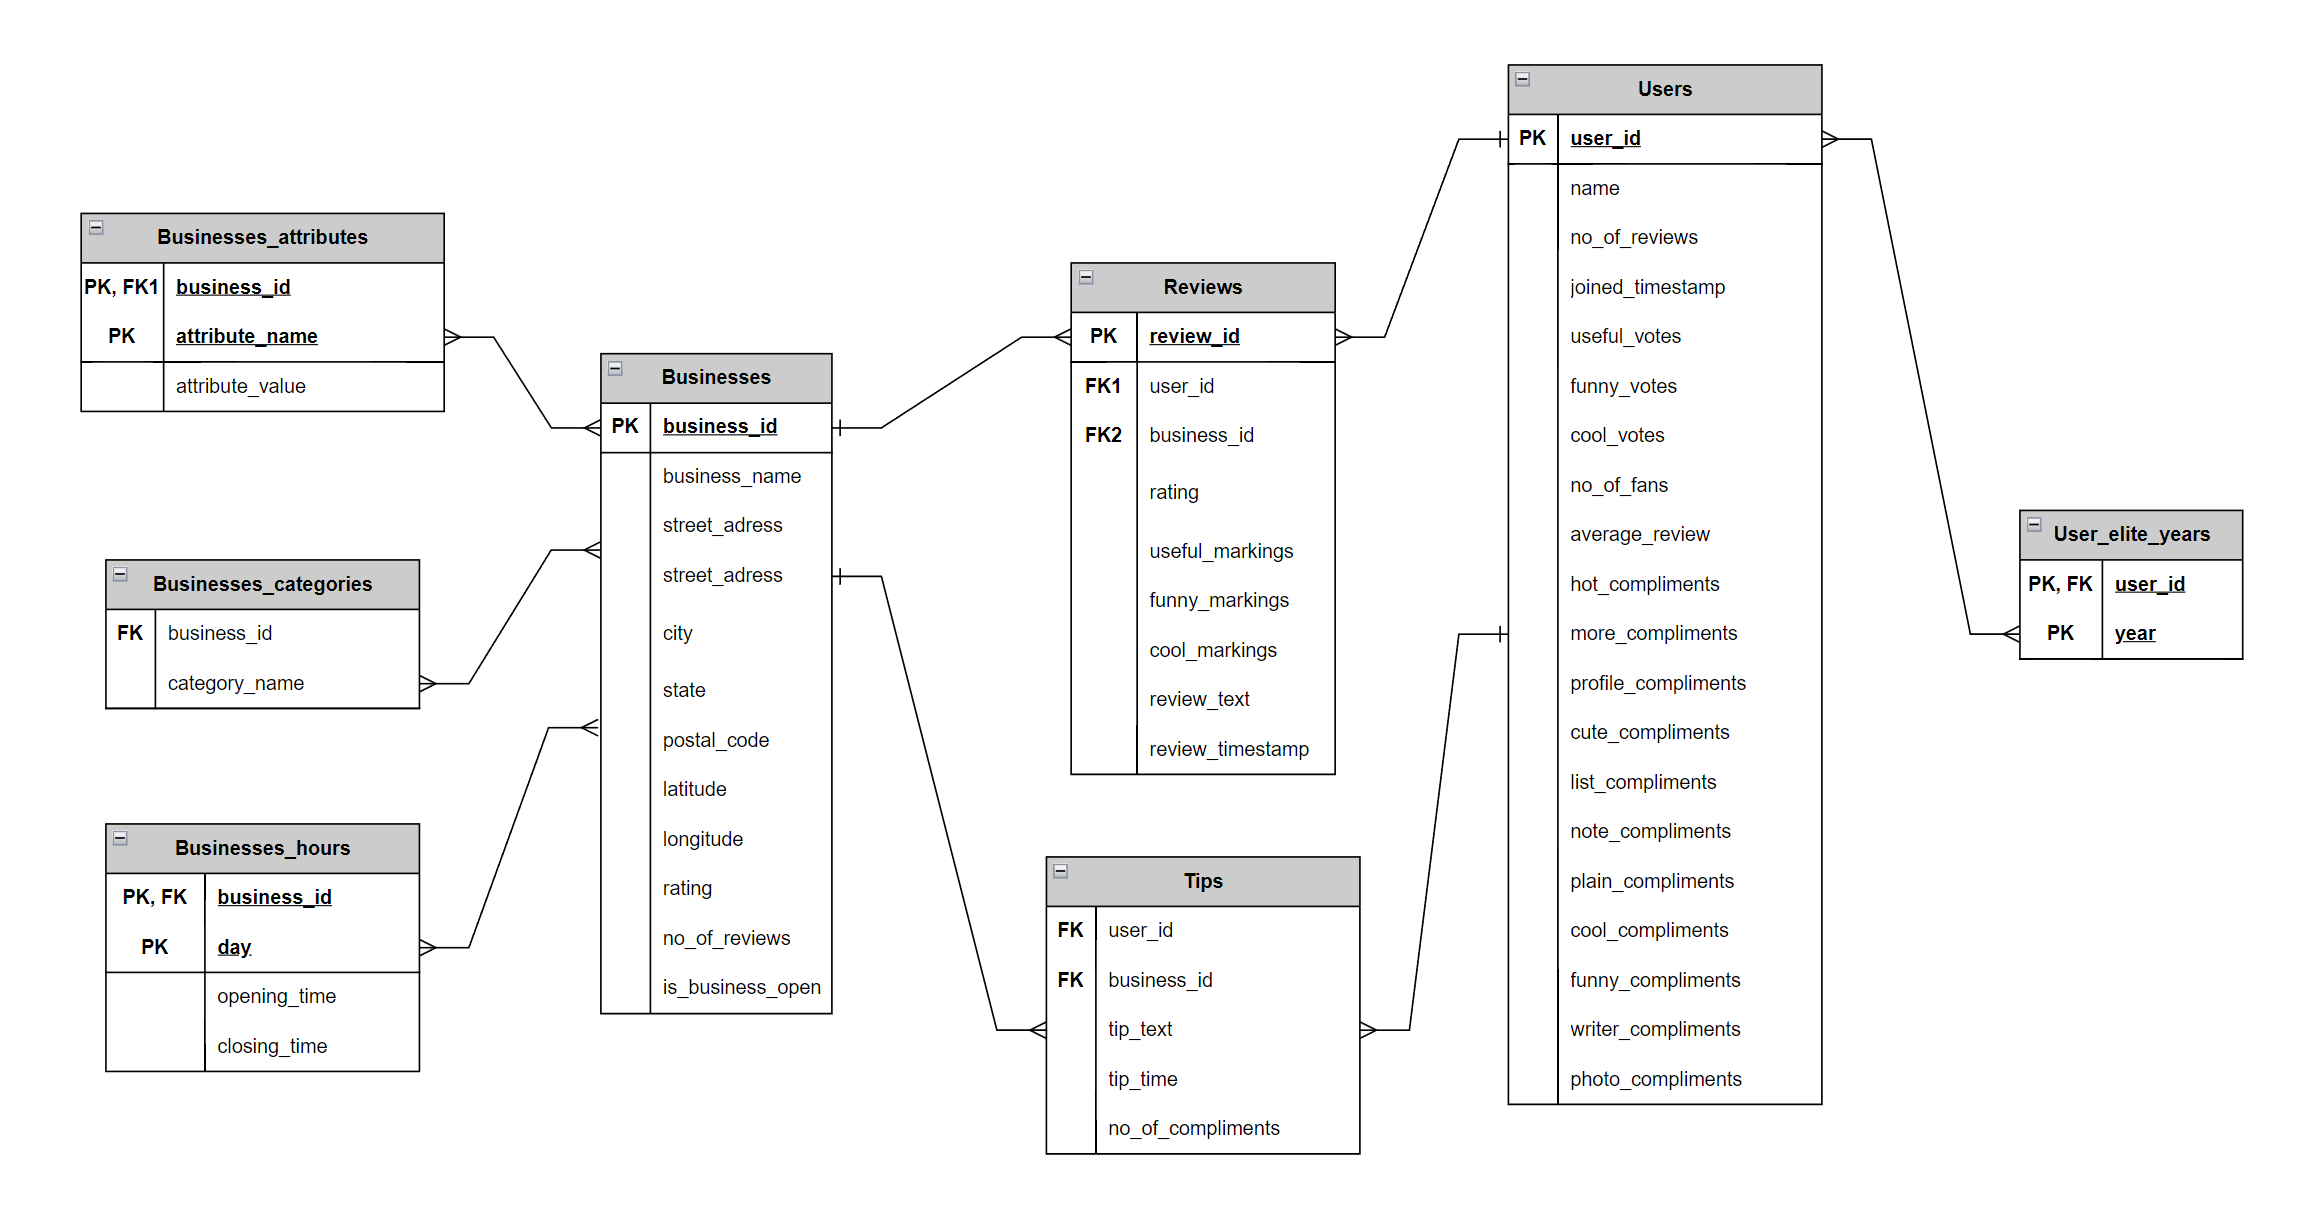 Businesses_attributes
PK, FK1 business_id
PK attribute_name
attribute_value
Businesses_categories
FK business_id
category_name
Businesses_hours
PK, FK business_id
PK day
opening_time
closing_time
Businesses
PK business_id
business_name
street_adress
street_adress
city
state
postal_code
latitude
longitude
rating
no_of_reviews
is_business_open
Reviews
PK review_id
FK1 user_id
FK2 business_id
rating
useful_markings
funny_markings
cool_markings
review_text
review_timestamp
Tips
FK user_id
FK business_id
tip_text
tip_time
no_of_compliments
Users
PK user_id
name
no_of_reviews
joined_timestamp
useful_votes
funny_votes
cool_votes
no_of_fans
average_review
hot_compliments
more_compliments
profile_compliments
cute_compliments
list_compliments
note_compliments
plain_compliments
cool_compliments
funny_compliments
writer_compliments
photo_compliments
User_elite_years
PK, FK user_id
PK year